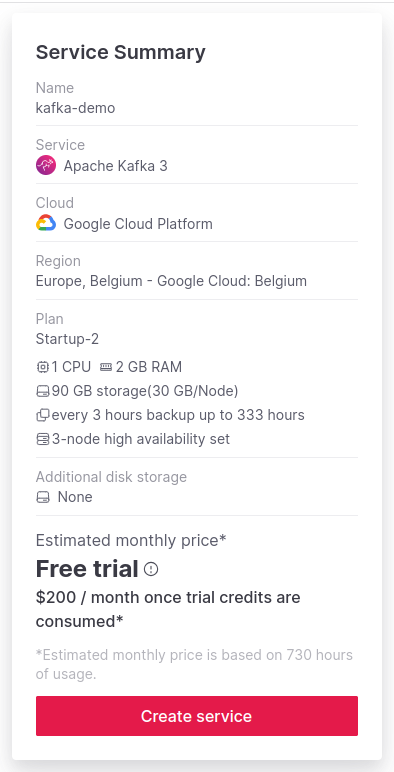 Service Summary
Name
kafka-demo
Service
Apache Kafka 3
Cloud
Google Cloud Platform
Region
Europe, Belgium - Google Cloud: Belgium
Plan
Startup-2
1 CPU 2 GB RAM
90 GB storage(30 GB/Node)
every 3 hours backup up to 333 hours
3-node high availability set
Additional disk storage
None
Estimated monthly price*
Free trial
$200 / month once trial credits are
consumed*
*Estimated monthly price is based on 730 hours
of usage.
Create service